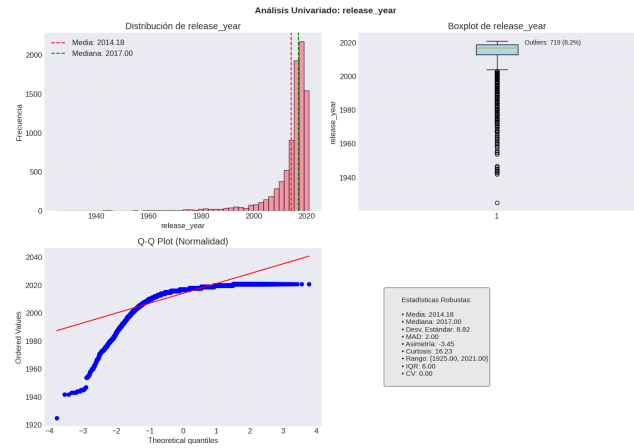 Análisis Univariado: release_year
Distribución de release_year
Media: 2014.18
Mediana: 2017.00
Frecuencia
2000
1500
1000
500
0
1940
1960
1980
2000
2020
release_year
Boxplot de release_year
Outliers: 719 (8.2%)
release_year
2020
2000
1980
1960
1940
1
Q-Q Plot (Normalidad)
Ordered Values
2040
2020
2000
1980
1960
1940
1920
−4
−3
−2
−1
0
1
2
3
4
Theoretical quantiles
Estadísticas Robustas:
• Media: 2014.18
• Mediana: 2017.00
• Desv. Estándar: 8.82
• MAD: 2.00
• Asimetría: -3.45
• Curtosis: 16.23
• Rango: [1925.00, 2021.00]
• IQR: 6.00
• CV: 0.00